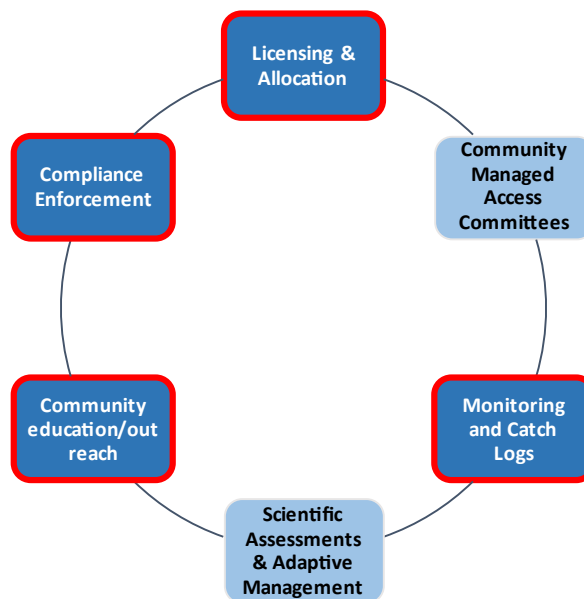 Licensing &
Allocation
Community
Managed
Access
Committees
Monitoring
and Catch
Logs
Scientific
Assessments
& Adaptive
Management
Community
education/out
reach
Compliance
Enforcement